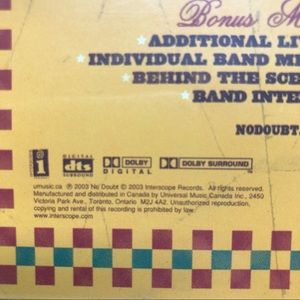 Bonus M
★ADDITIONAL LI
★INDIVIDUAL BAND ME
★BEHIND THE SCE
★BAND INTE
NODOUBT.
DIGITAL dts SURROUND
DOLBY DIGITAL
DOLBY SURROUND
umusic.ca ℗ 2003 No Doubt © 2003 Interscope Records. All rights reserved.
Manufactured and distributed in Canada by Universal Music Canada Inc., 2450
Victoria Park Ave., Toronto, Ontario M2J 4A2. Unauthorized reproduction,
copying and rental of this recording is prohibited by law.
www.interscope.com